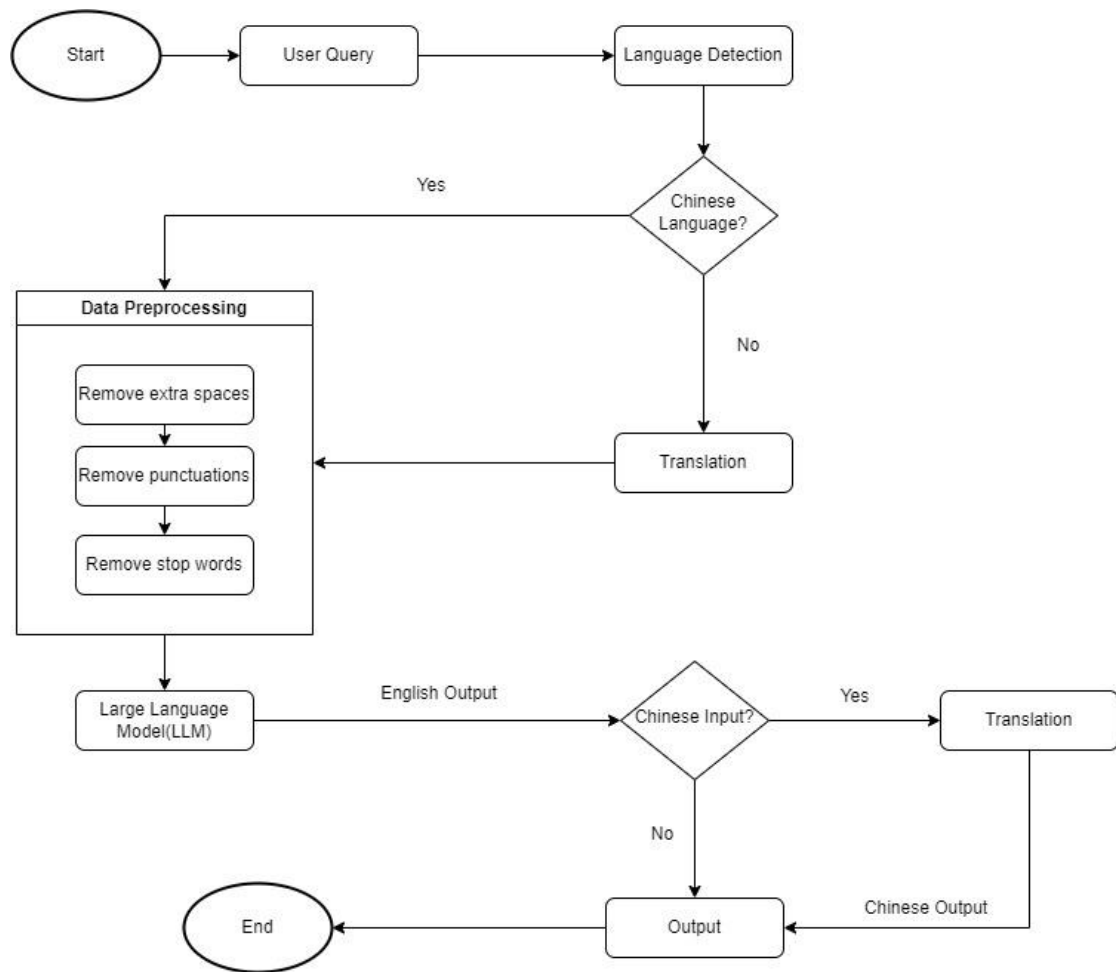 Start
User Query
Language Detection
Yes
Chinese
Language?
Data Preprocessing
No
Remove extra spaces
Remove punctuations
Translation
Remove stop words
Large Language
Model(LLM)
English Output
Chinese Input?
Yes
Translation
No
Chinese Output
End
Output